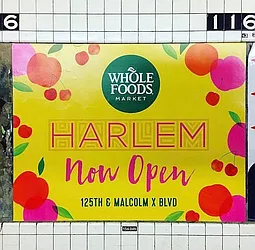 6
116
WHOLE
FOODS
MARKET
HARLEM
Now Open
125TH & MALCOLM X BLVD